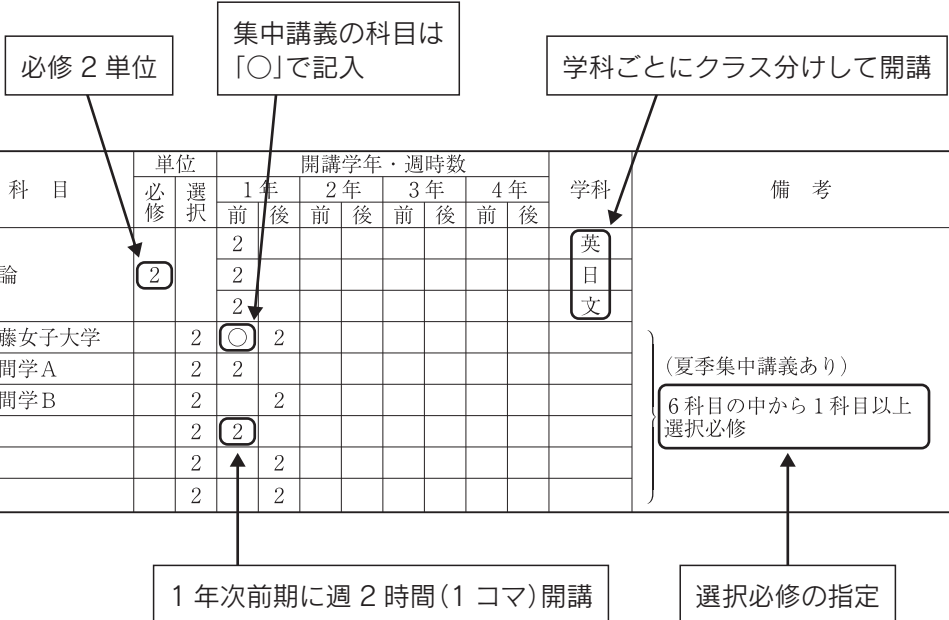 集中講義の科目は
「○」で記入
必修2単位
学科ごとにクラス分けして開講
科 目 単位 開講学年・週時数 学科 備 考
必修 選択 1年 2年 3年 4年
前 後 前 後 前 後 前 後
2 英
論 2 2 日
2 文
藤女子大学 2 ○ 2
間学A 2 2 (夏季集中講義あり)
間学B 2 2 6科目の中から1科目以上
2 2 選択必修
2 2
2 2
1年次前期に週2時間(1コマ)開講
選択必修の指定